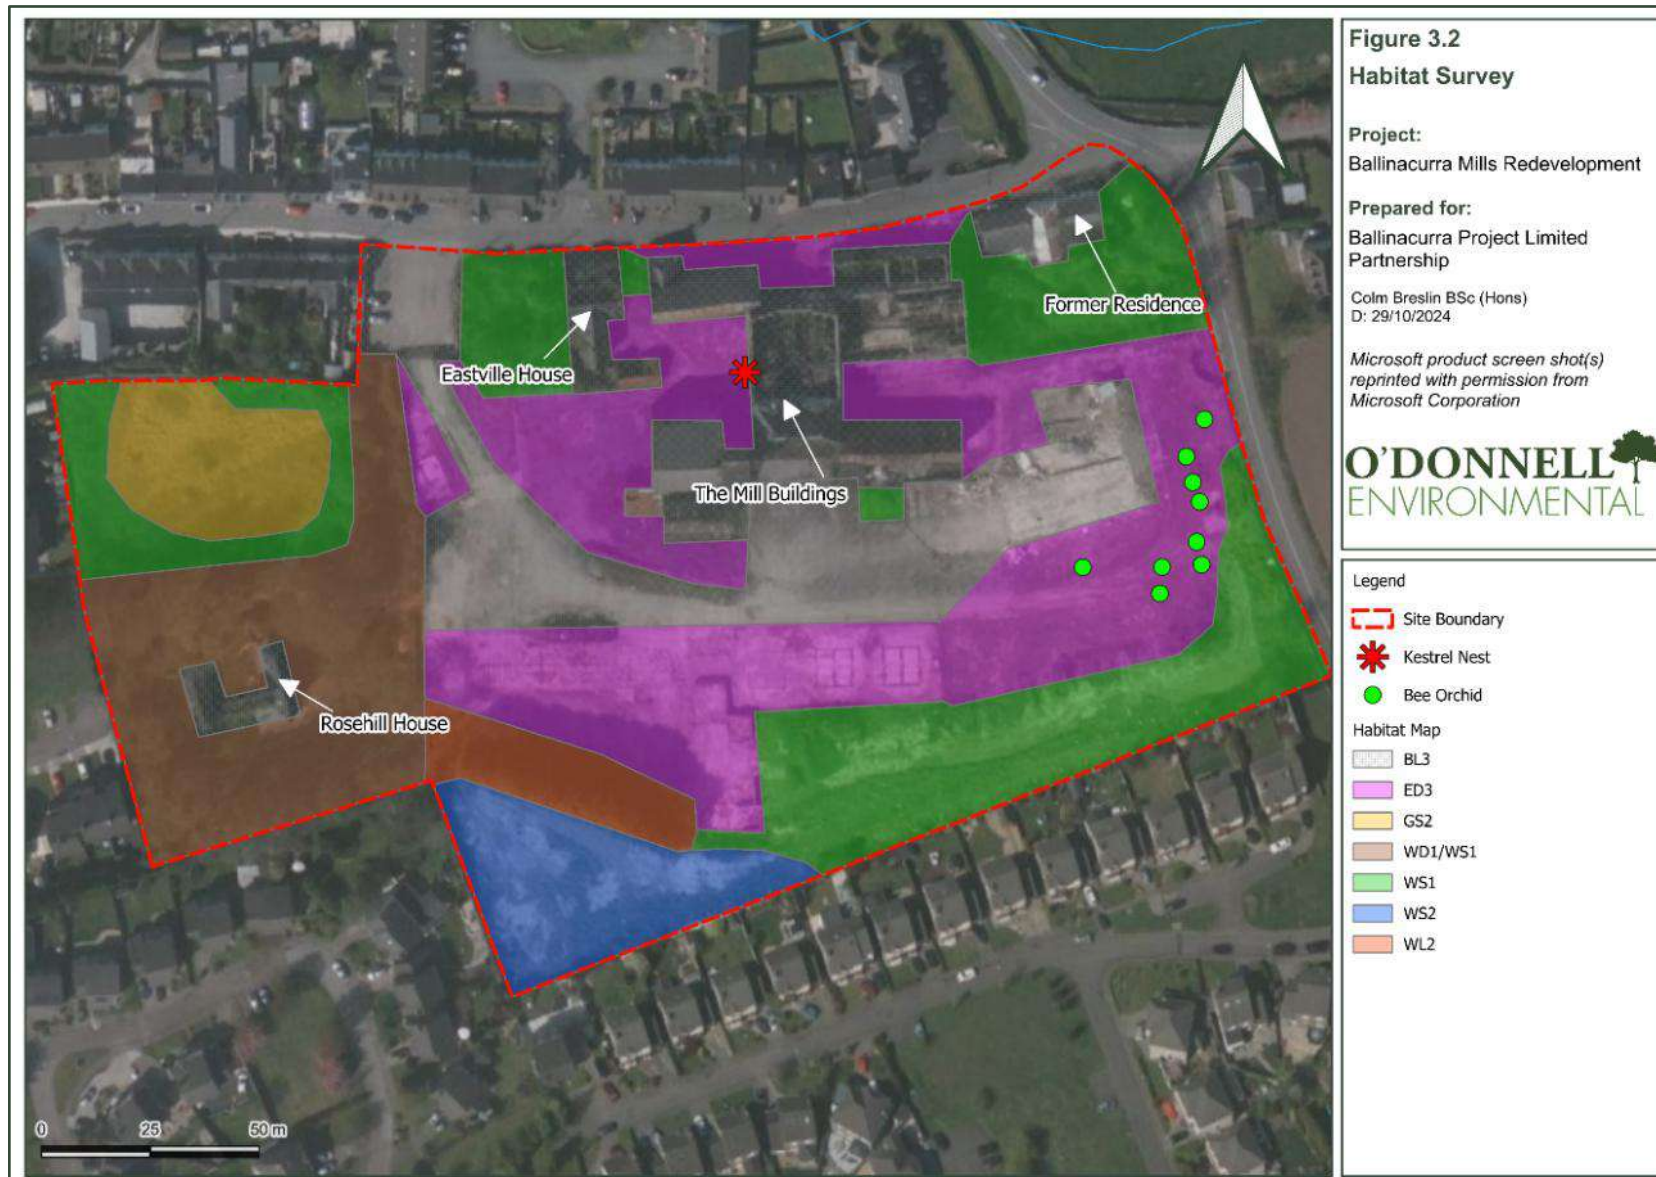 Figure 3.2
Habitat Survey
Project:
Ballinacurra Mills Redevelopment
Prepared for:
Ballinacurra Project Limited
Partnership
Colm Breslin BSc (Hons)
D: 29/10/2024
Microsoft product screen shot(s)
reprinted with permission from
Microsoft Corporation
O'DONNELL
ENVIRONMENTAL
Legend
Site Boundary
Kestrel Nest
Bee Orchid
Habitat Map
BL3
ED3
GS2
WD1/WS1
WS1
WS2
WL2
Former Residence
Eastville House
The Mill Buildings
Rosehill House
0 25 50 m